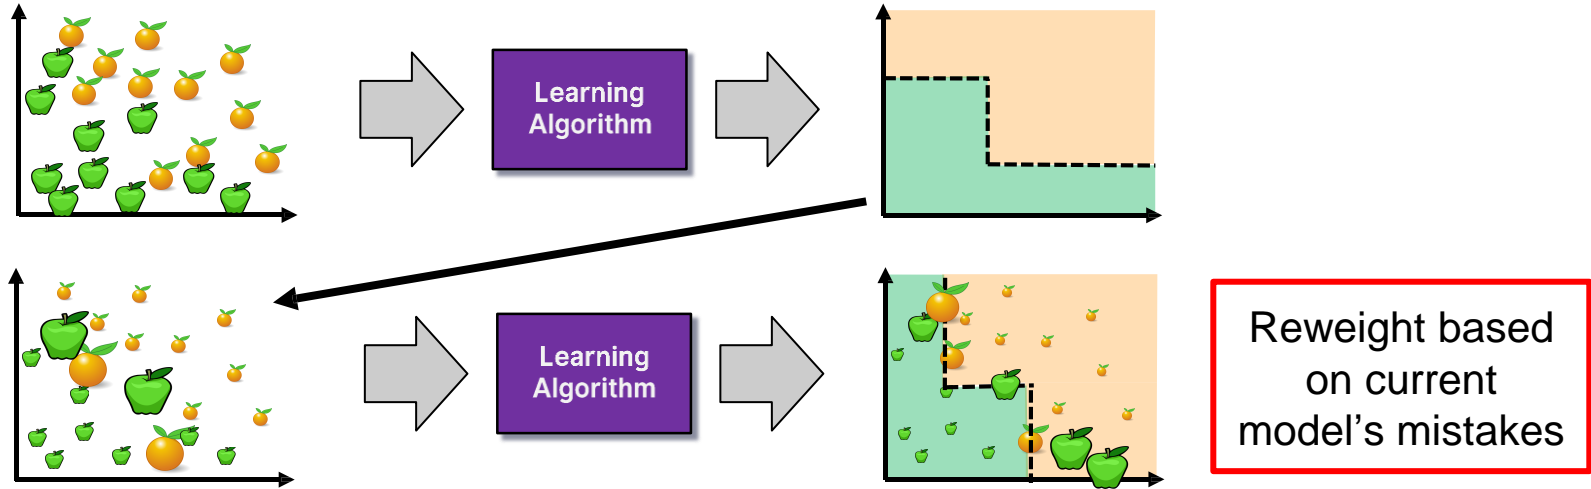 Learning
Algorithm
Learning
Algorithm
Reweight based
on current
model’s mistakes